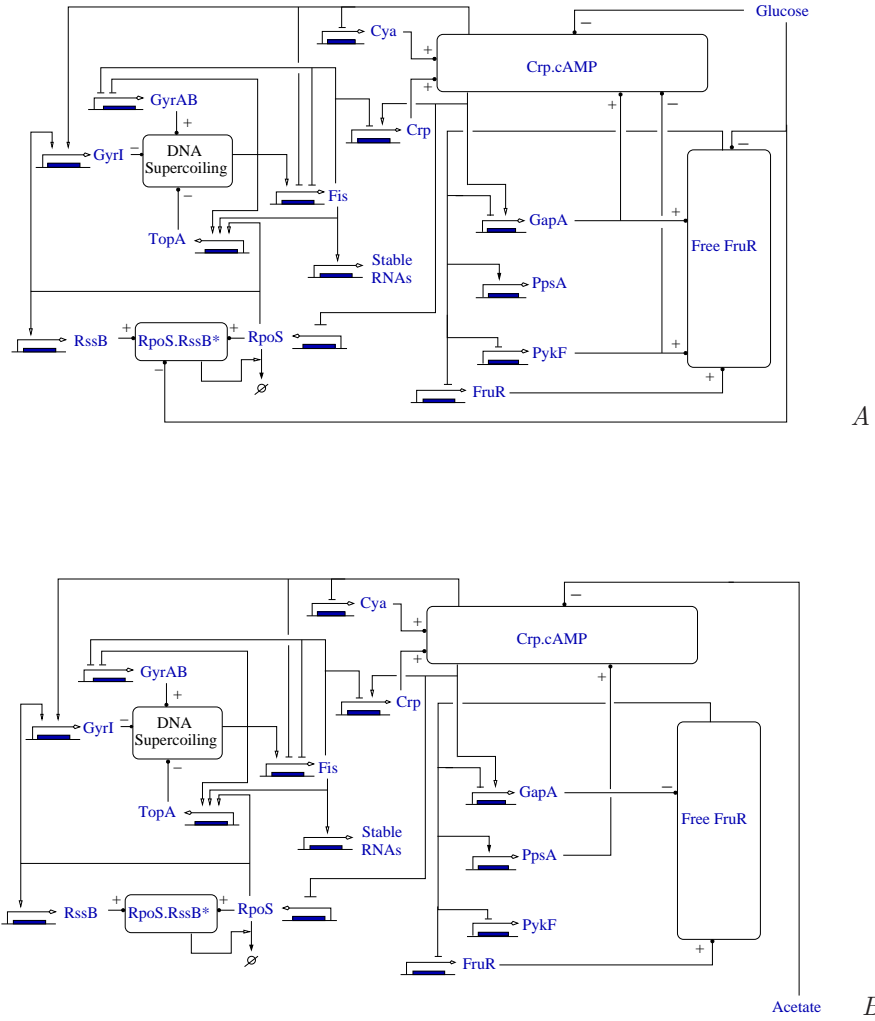 Glucose
Cya
+
−
Crp.cAMP
+
GyrAB
+
−
+
Crp
GyrI
−
DNA
Supercoiling
−
−
Fis
GapA
+
TopA
Free FruR
Stable
RNAs
PpsA
RssB
+
RpoS.RssB*
+
RpoS
PykF
+
−
+
FruR
A
Cya
+
−
Crp.cAMP
+
+
GyrAB
+
Crp
GyrI
−
DNA
Supercoiling
−
Fis
GapA
−
TopA
Free FruR
Stable
RNAs
PpsA
RssB
+
RpoS.RssB*
+
RpoS
PykF
+
FruR
Acetate
B